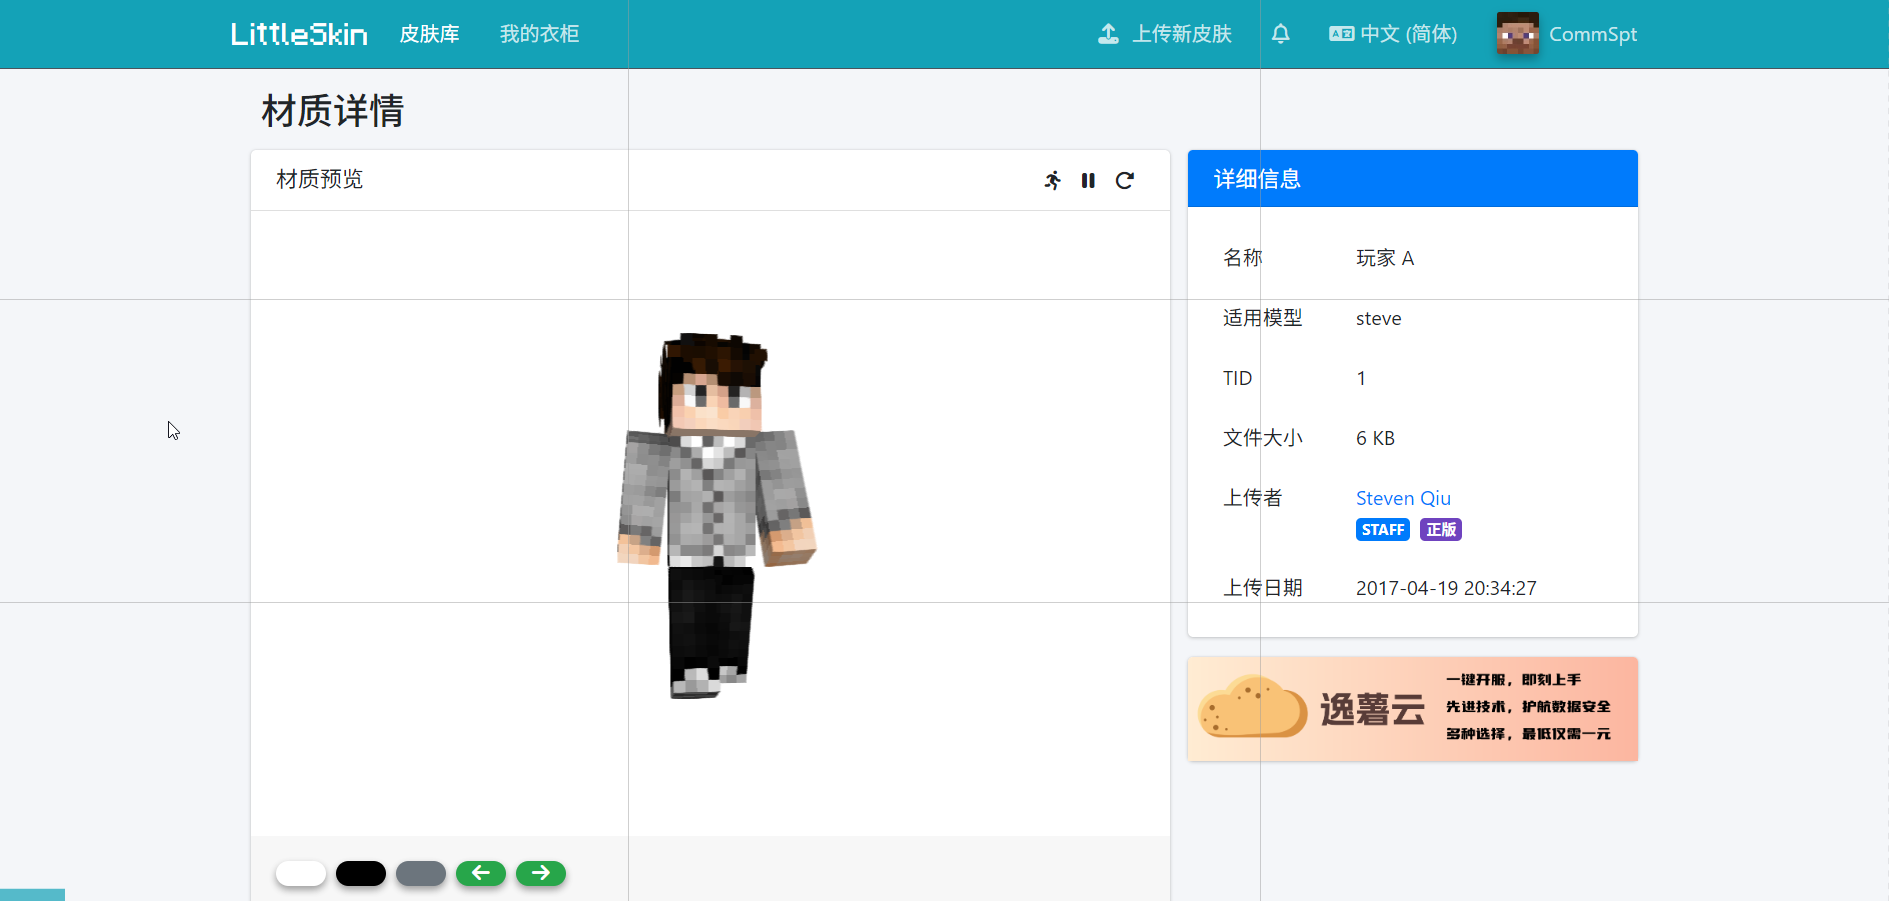 LittleSkin 皮肤库 我的衣柜 上传新皮肤 中文 (简体) CommSpt
材质详情
材质预览
详细信息
名称 玩家 A
适用模型 steve
TID 1
文件大小 6 KB
上传者 Steven Qiu
STAFF 正版
上传日期 2017-04-19 20:34:27
逸薯云
一键开服，即刻上手
先进技术，护航数据安全
多种选择，最低仅需一元